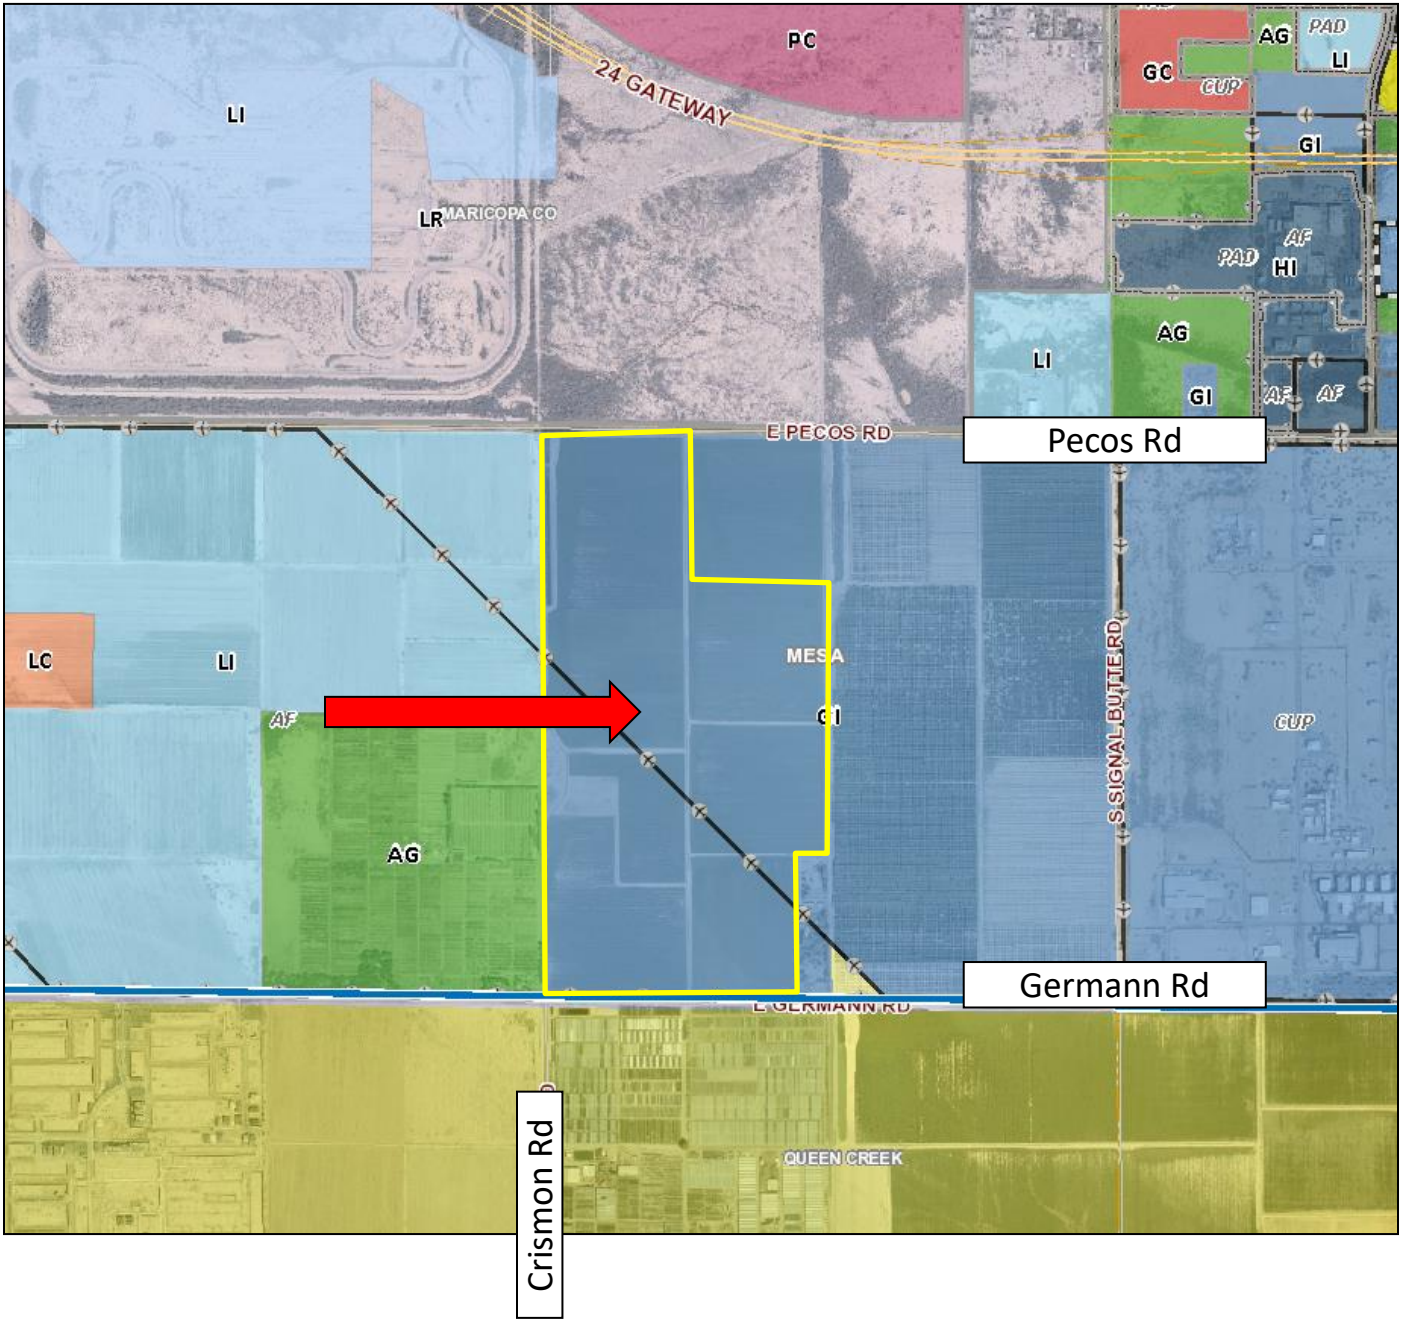 PC
AG
PAD
LI
GC
CUP
24 GATEWAY
LI
GI
LR
MARICOPA CO
AF
PAD
HI
AG
LI
GI
AF
AF
E PECOS RD
Pecos Rd
LC
LI
MESA
AF
GI
S SIGNAL BUTTE RD
CUP
AG
Germann Rd
E GERMANN RD
Crismon Rd
QUEEN CREEK